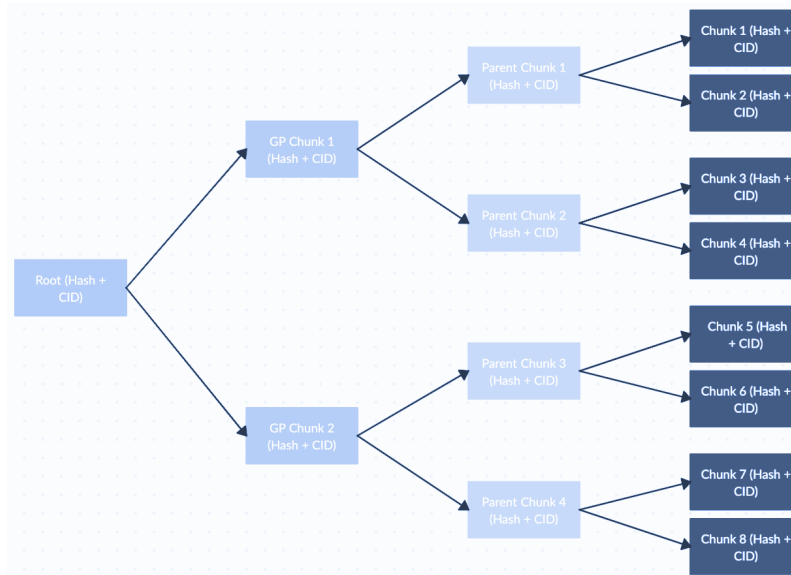 Root (Hash +
CID)
GP Chunk 1
(Hash + CID)
GP Chunk 2
(Hash + CID)
Parent Chunk 1
(Hash + CID)
Parent Chunk 2
(Hash + CID)
Parent Chunk 3
(Hash + CID)
Parent Chunk 4
(Hash + CID)
Chunk 1 (Hash +
CID)
Chunk 2 (Hash +
CID)
Chunk 3 (Hash +
CID)
Chunk 4 (Hash +
CID)
Chunk 5 (Hash
+ CID)
Chunk 6 (Hash +
CID)
Chunk 7 (Hash +
CID)
Chunk 8 (Hash +
CID)